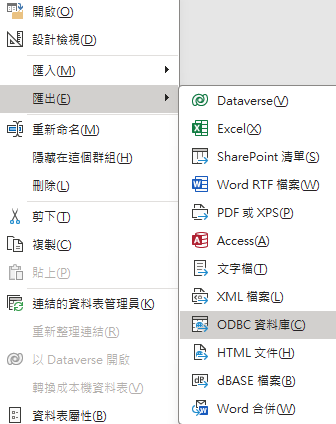 開啟(O)
設計檢視(D)
匯入(M)
匯出(E)
重新命名(M)
隱藏在這個群組(H)
刪除(L)
剪下(T)
複製(C)
貼上(P)
連結的資料表管理員(K)
重新整理連結(R)
以 Dataverse 開啟
轉換成本機資料表(V)
資料表屬性(B)
Dataverse(V)
Excel(X)
SharePoint 清單(S)
Word RTF 檔案(W)
PDF 或 XPS(P)
Access(A)
文字檔(T)
XML 檔案(L)
ODBC 資料庫(C)
HTML 文件(H)
dBASE 檔案(B)
Word 合併(W)